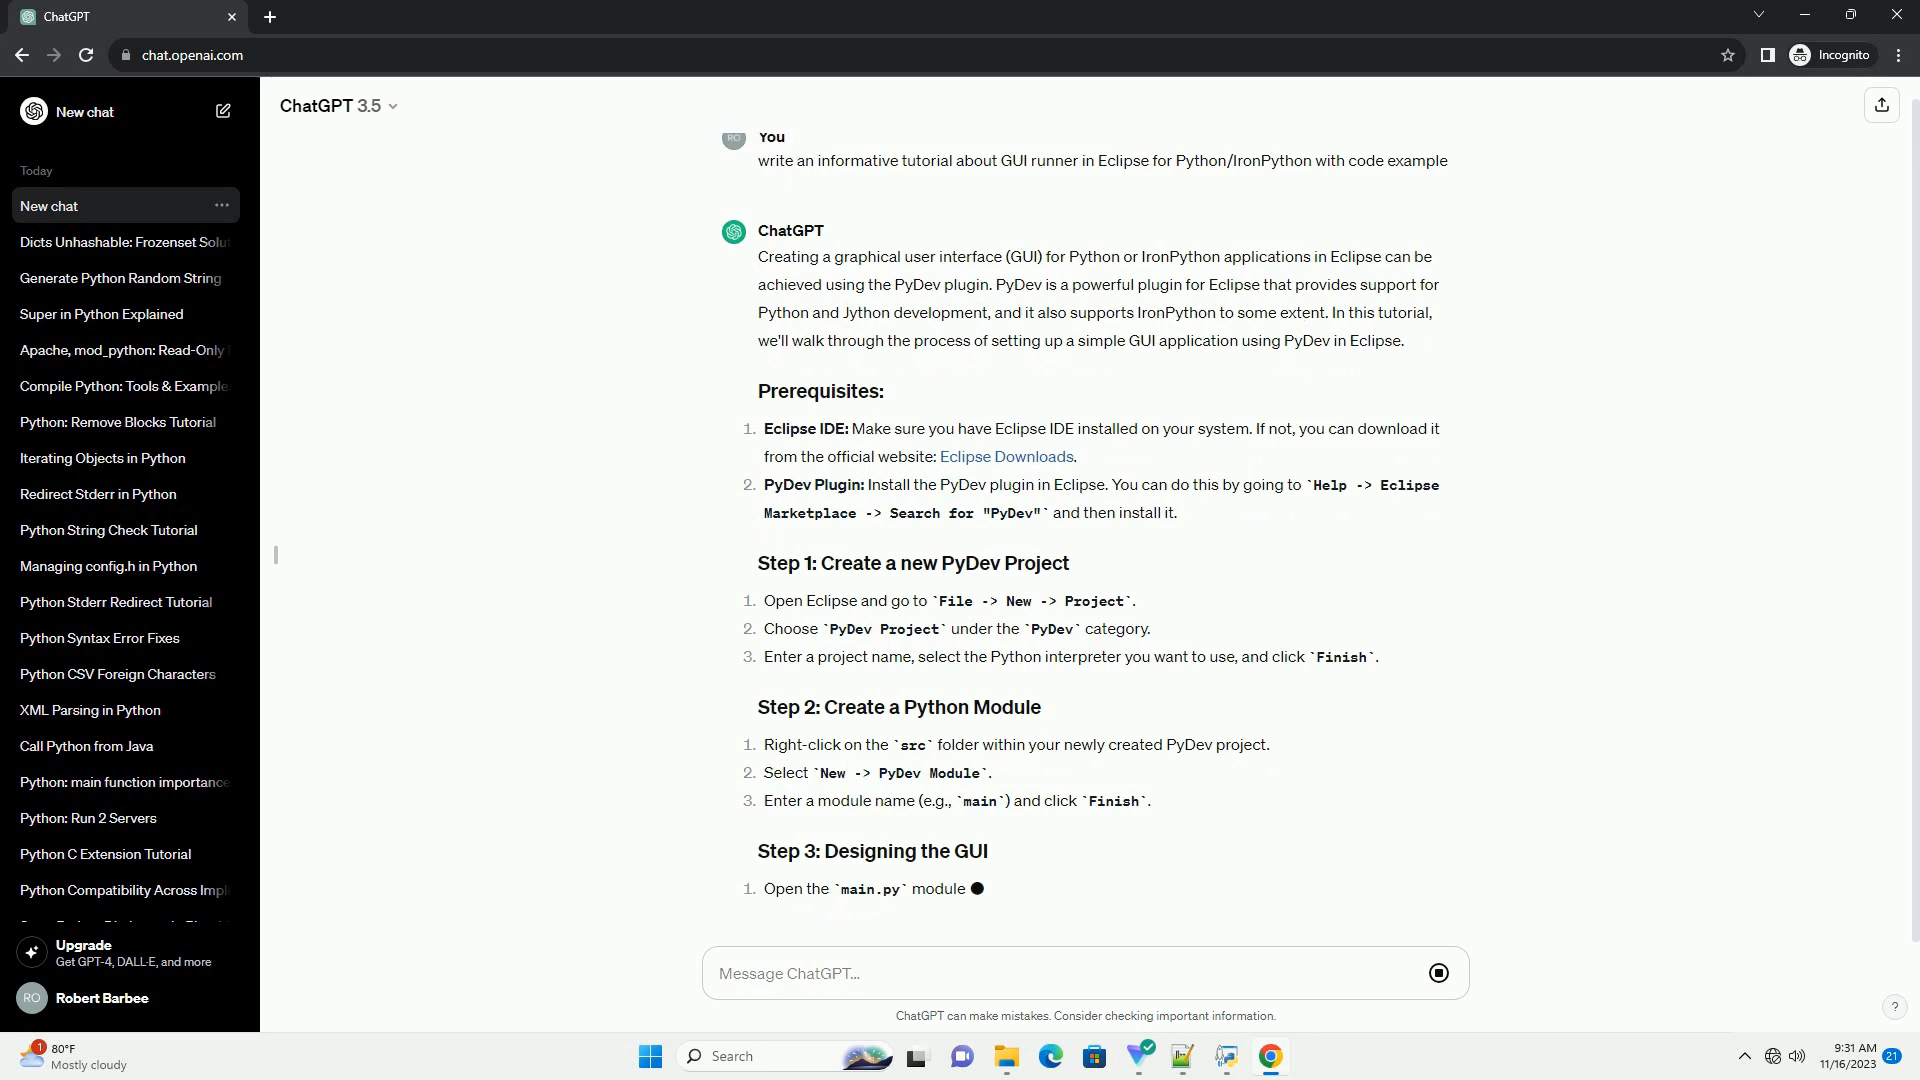 ChatGPT
chat.openai.com
Incognito
New chat
Today
New chat
Dicts Unhashable: Frozenset Solu
Generate Python Random String
Super in Python Explained
Apache, mod_python: Read-Only
Compile Python: Tools & Example
Python: Remove Blocks Tutorial
Iterating Objects in Python
Redirect Stderr in Python
Python String Check Tutorial
Managing config.h in Python
Python Stderr Redirect Tutorial
Python Syntax Error Fixes
Python CSV Foreign Characters
XML Parsing in Python
Call Python from Java
Python: main function importance
Python: Run 2 Servers
Python C Extension Tutorial
Python Compatibility Across Impl
Upgrade
Get GPT-4, DALL·E, and more
RO Robert Barbee
ChatGPT 3.5
RO You
write an informative tutorial about GUI runner in Eclipse for Python/IronPython with code example
ChatGPT
Creating a graphical user interface (GUI) for Python or IronPython applications in Eclipse can be
achieved using the PyDev plugin. PyDev is a powerful plugin for Eclipse that provides support for
Python and Jython development, and it also supports IronPython to some extent. In this tutorial,
we'll walk through the process of setting up a simple GUI application using PyDev in Eclipse.
Prerequisites:
1. Eclipse IDE: Make sure you have Eclipse IDE installed on your system. If not, you can download it
from the official website: Eclipse Downloads.
2. PyDev Plugin: Install the PyDev plugin in Eclipse. You can do this by going to `Help -> Eclipse
Marketplace -> Search for "PyDev"` and then install it.
Step 1: Create a new PyDev Project
1. Open Eclipse and go to `File -> New -> Project`.
2. Choose `PyDev Project` under the `PyDev` category.
3. Enter a project name, select the Python interpreter you want to use, and click `Finish`.
Step 2: Create a Python Module
1. Right-click on the `src` folder within your newly created PyDev project.
2. Select `New -> PyDev Module`.
3. Enter a module name (e.g., `main`) and click `Finish`.
Step 3: Designing the GUI
1. Open the `main.py` module
Message ChatGPT…
ChatGPT can make mistakes. Consider checking important information.
?
1
80°F
Mostly cloudy
Search
9:31 AM
11/16/2023
21